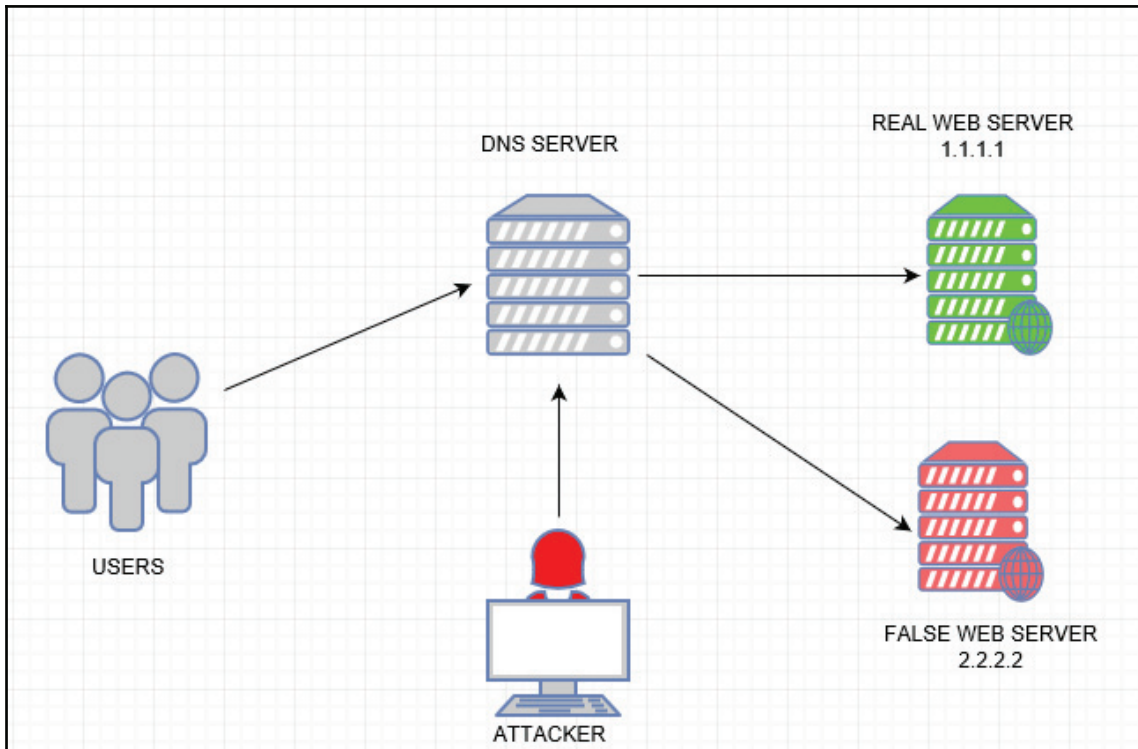 DNS SERVER
REAL WEB SERVER
1.1.1.1
USERS
FALSE WEB SERVER
2.2.2.2
ATTACKER